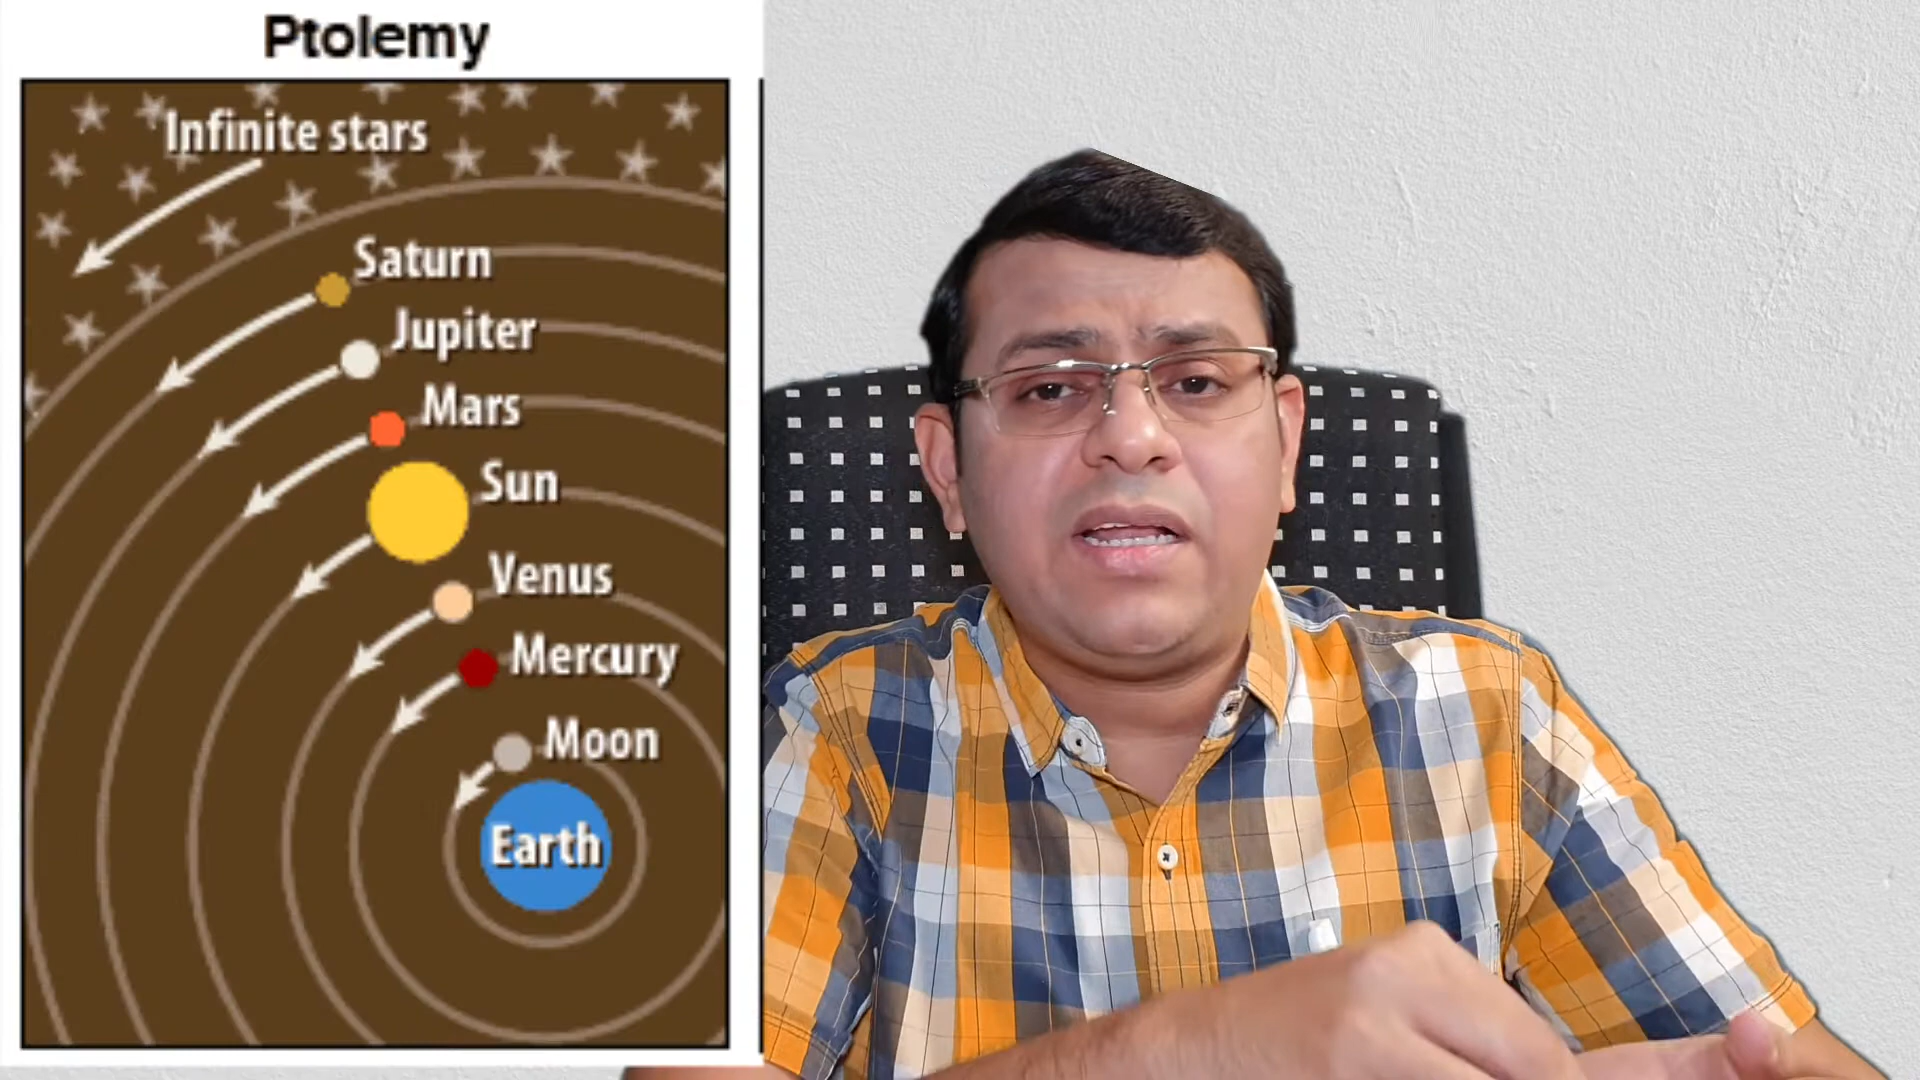 Ptolemy
Infinite stars
Saturn
Jupiter
Mars
Sun
Venus
Mercury
Moon
Earth